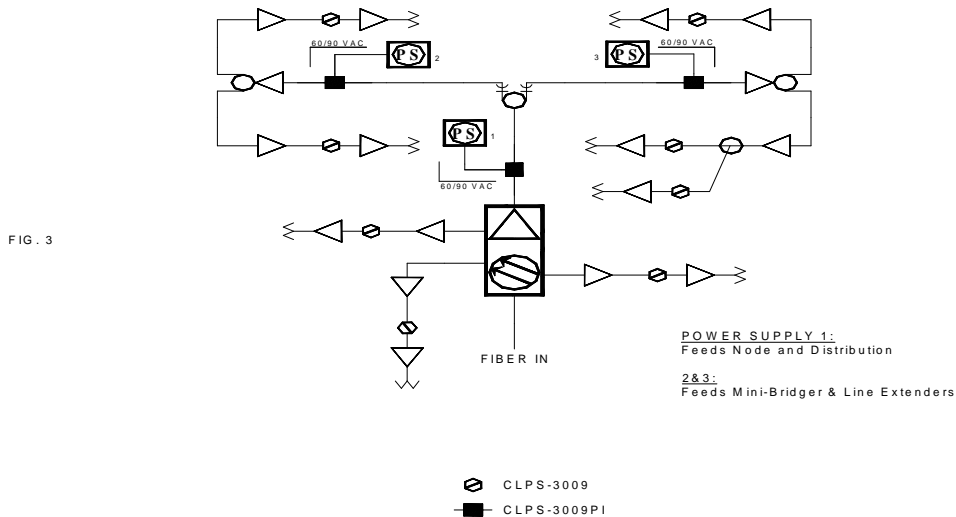 60/90 VAC
PS
2
3
PS
60/90 VAC
PS
1
60/90 VAC
FIG. 3
FIBER IN
POWER SUPPLY 1:
Feeds Node and Distribution
2&3:
Feeds Mini-Bridger & Line Extenders
CLPS-3009
CLPS-3009PI